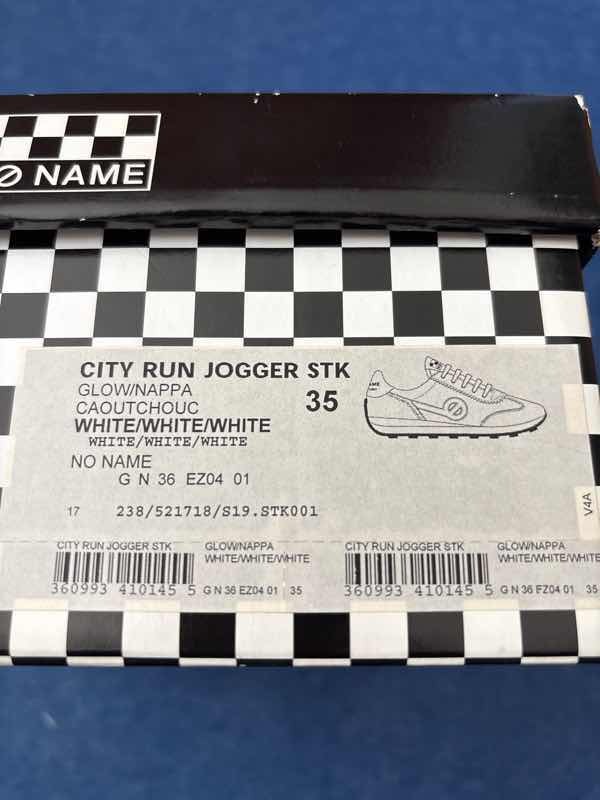 NAME
CITY RUN JOGGER STK
GLOW/NAPPA
CAOUTCHOUC
35
WHITE/WHITE/WHITE
WHITE/WHITE/WHITE
NO NAME
G N 36 EZ04 01
17 238/521718/S19.STK001
V4A
CITY RUN JOGGER STK GLOW/NAPPA
WHITE/WHITE/WHITE
360993 410145 5 G N 36 EZ04 01 35
CITY RUN JOGGER STK GLOW/NAPPA
WHITE/WHITE/WHITE
360993 410145 5 G N 36 EZ04 01 35